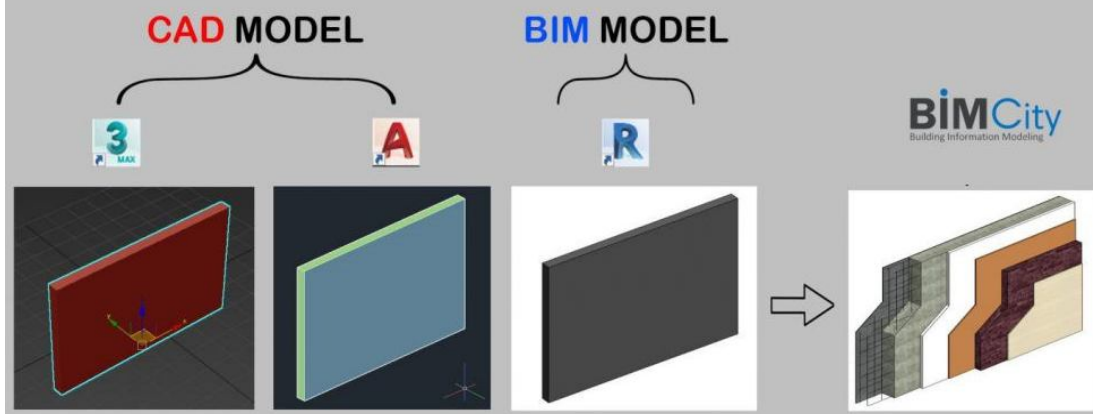 CAD MODEL
BIM MODEL
3
MAX
A
R
BIMCity
Building Information Modeling